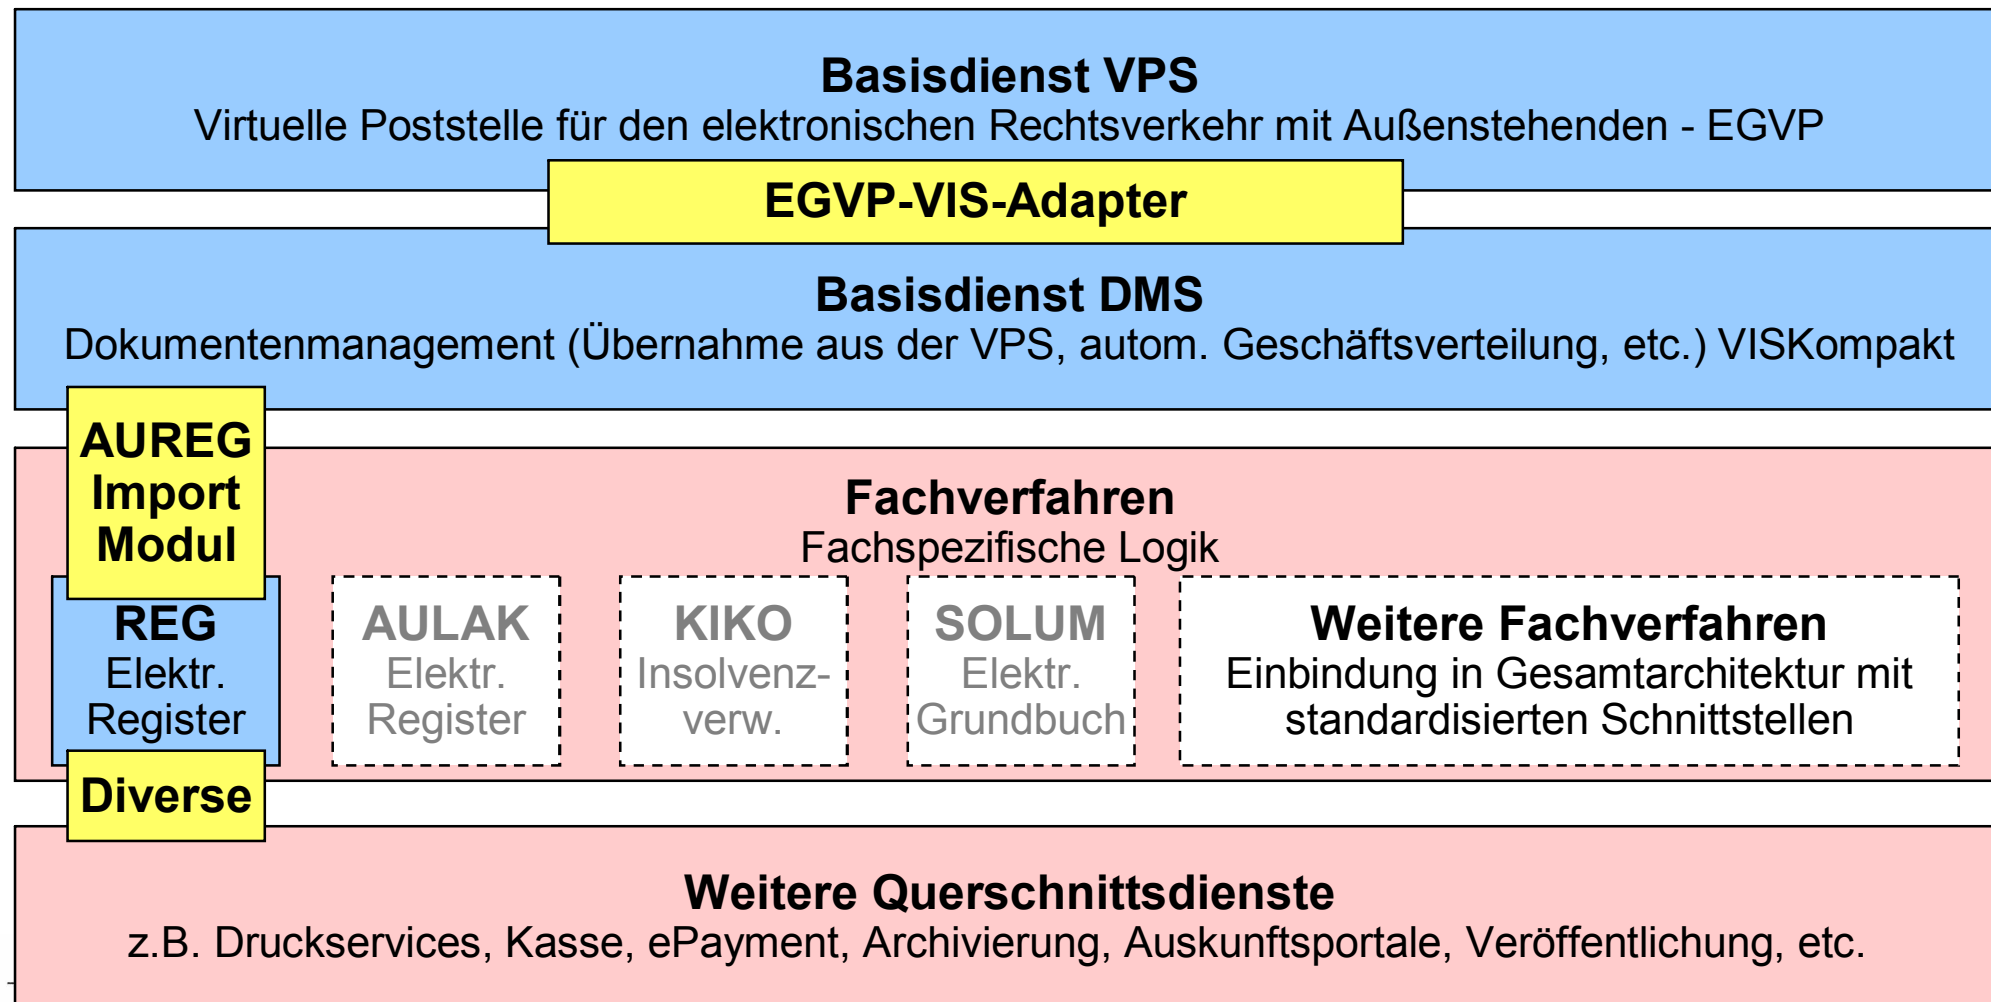 Basisdienst VPS
Virtuelle Poststelle für den elektronischen Rechtsverkehr mit Außenstehenden - EGVP
EGVP-VIS-Adapter
Basisdienst DMS
Dokumentenmanagement (Übernahme aus der VPS, autom. Geschäftsverteilung, etc.) VISKompakt
AUREG
Import
Modul
Fachverfahren
Fachspezifische Logik
REG
Elektr.
Register
AULAK
Elektr.
Register
KIKO
Insolvenz-
verw.
SOLUM
Elektr.
Grundbuch
Weitere Fachverfahren
Einbindung in Gesamtarchitektur mit
standardisierten Schnittstellen
Diverse
Weitere Querschnittsdienste
z.B. Druckservices, Kasse, ePayment, Archivierung, Auskunftsportale, Veröffentlichung, etc.